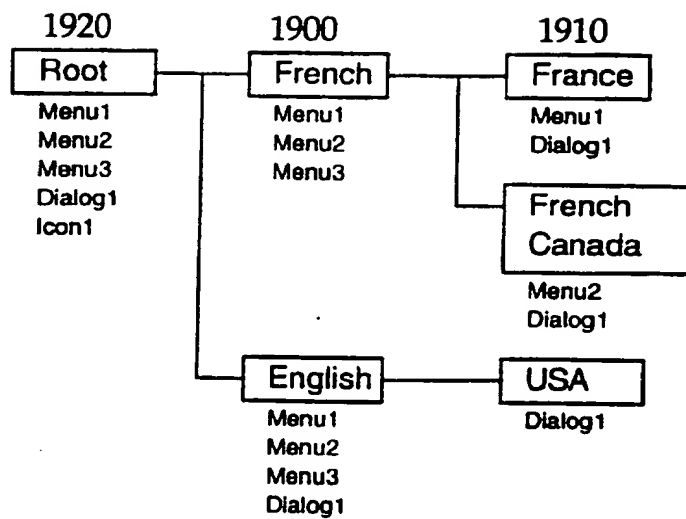 1920
Root
Menu1
Menu2
Menu3
Dialog1
Icon1
1900
French
Menu1
Menu2
Menu3
1910
France
Menu1
Dialog1
French
Canada
Menu2
Dialog1
English
Menu1
Menu2
Menu3
Dialog1
USA
Dialog1